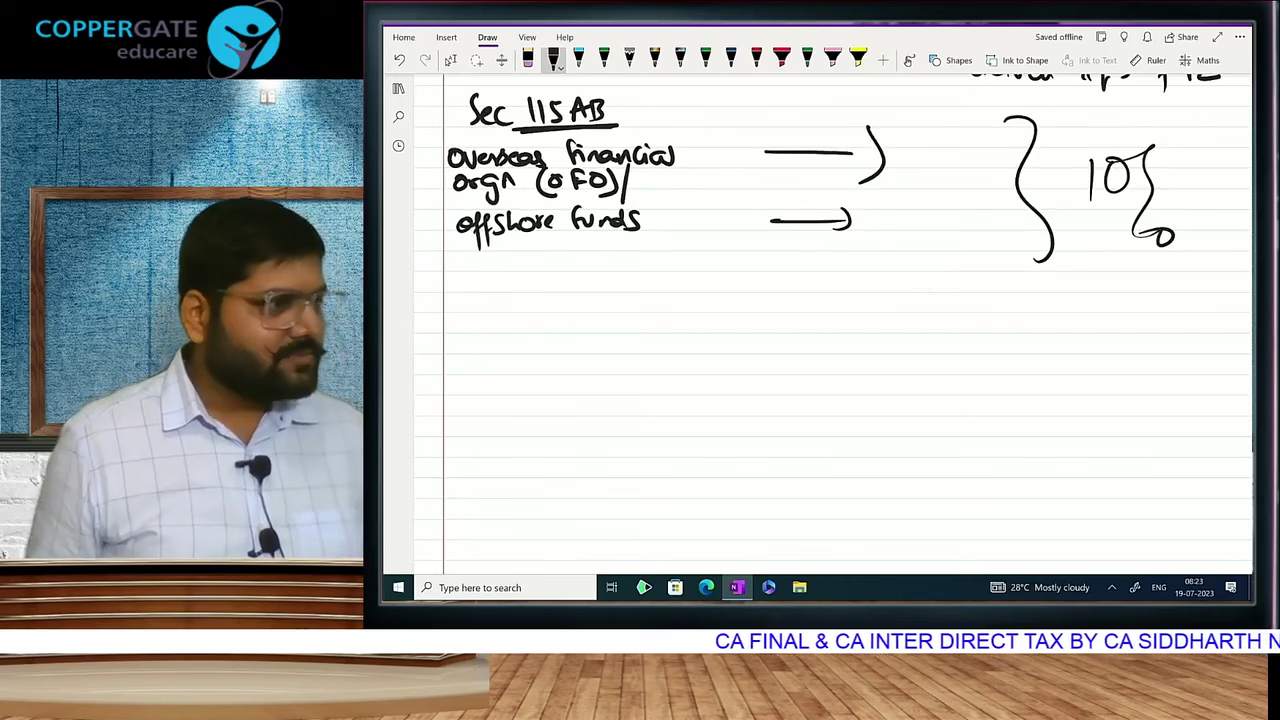 COPPERGATE
educare
Home Insert Draw View Help
Saved offline
Share
Shapes
Ink to Shape
Ink to Text
Ruler
Maths
Sec 115AB
overseas financial
orgn (OFO)/
offshore funds
10%
Type here to search
28°C Mostly cloudy
ENG
08:23
19-07-2023
CA FINAL & CA INTER DIRECT TAX BY CA SIDDHARTH N